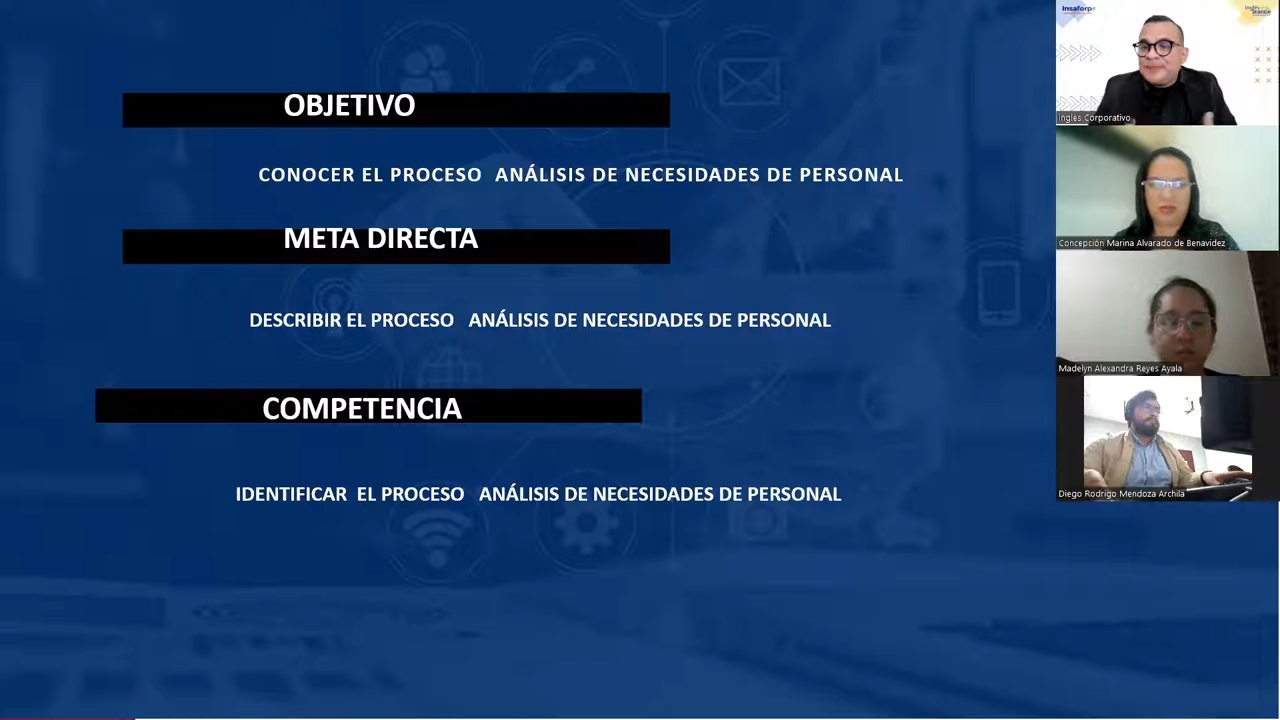 OBJETIVO
CONOCER EL PROCESO ANÁLISIS DE NECESIDADES DE PERSONAL
META DIRECTA
DESCRIBIR EL PROCESO ANÁLISIS DE NECESIDADES DE PERSONAL
COMPETENCIA
IDENTIFICAR EL PROCESO ANÁLISIS DE NECESIDADES DE PERSONAL
Insaforp
Ingles Corporativo
Concepción Marina Alvarado de Benavidez
Madelyn Alexandra Reyes Ayala
Diego Rodrigo Mendoza Archila